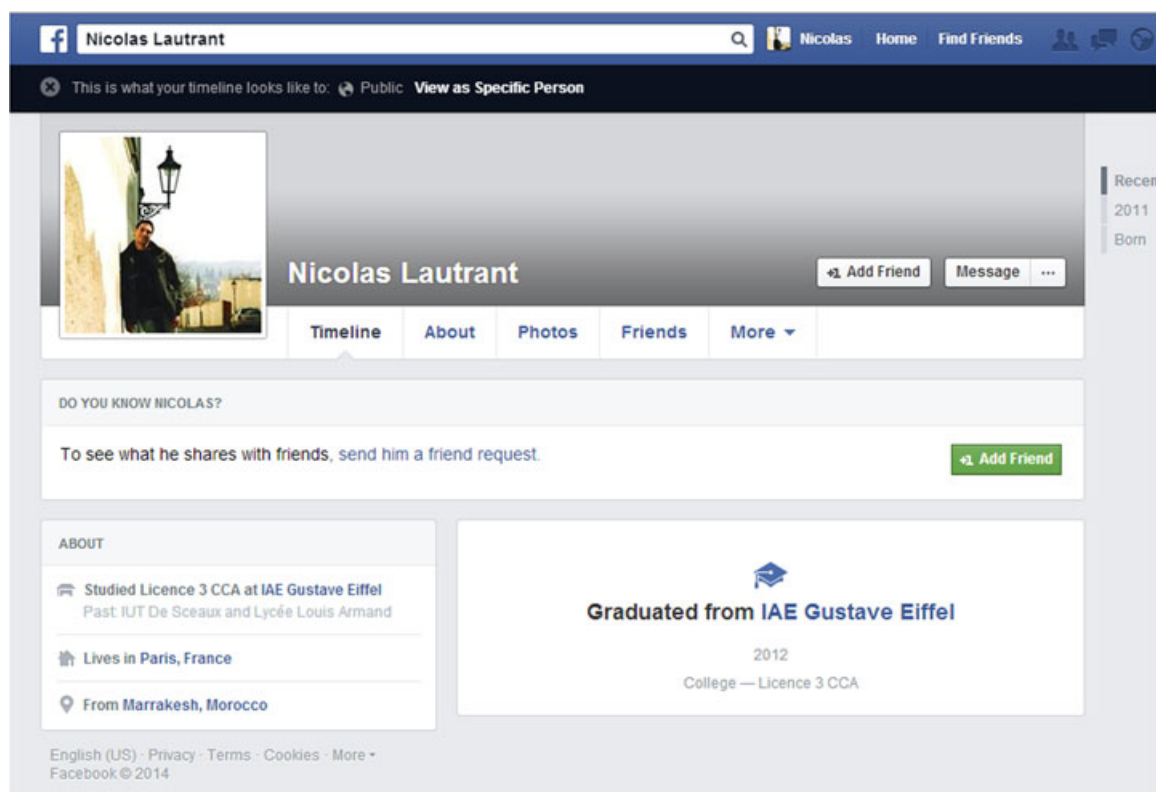 f Nicolas Lautrant Nicolas Home Find Friends
This is what your timeline looks like to: Public View as Specific Person
Recen
2011
Born
Nicolas Lautrant
+1 Add Friend Message ...
Timeline About Photos Friends More
DO YOU KNOW NICOLAS?
To see what he shares with friends, send him a friend request.
+1 Add Friend
ABOUT
Studied Licence 3 CCA at IAE Gustave Eiffel
Past: IUT De Sceaux and Lycée Louis Armand
Lives in Paris, France
From Marrakesh, Morocco
Graduated from IAE Gustave Eiffel
2012
College — Licence 3 CCA
English (US) · Privacy · Terms · Cookies · More
Facebook © 2014